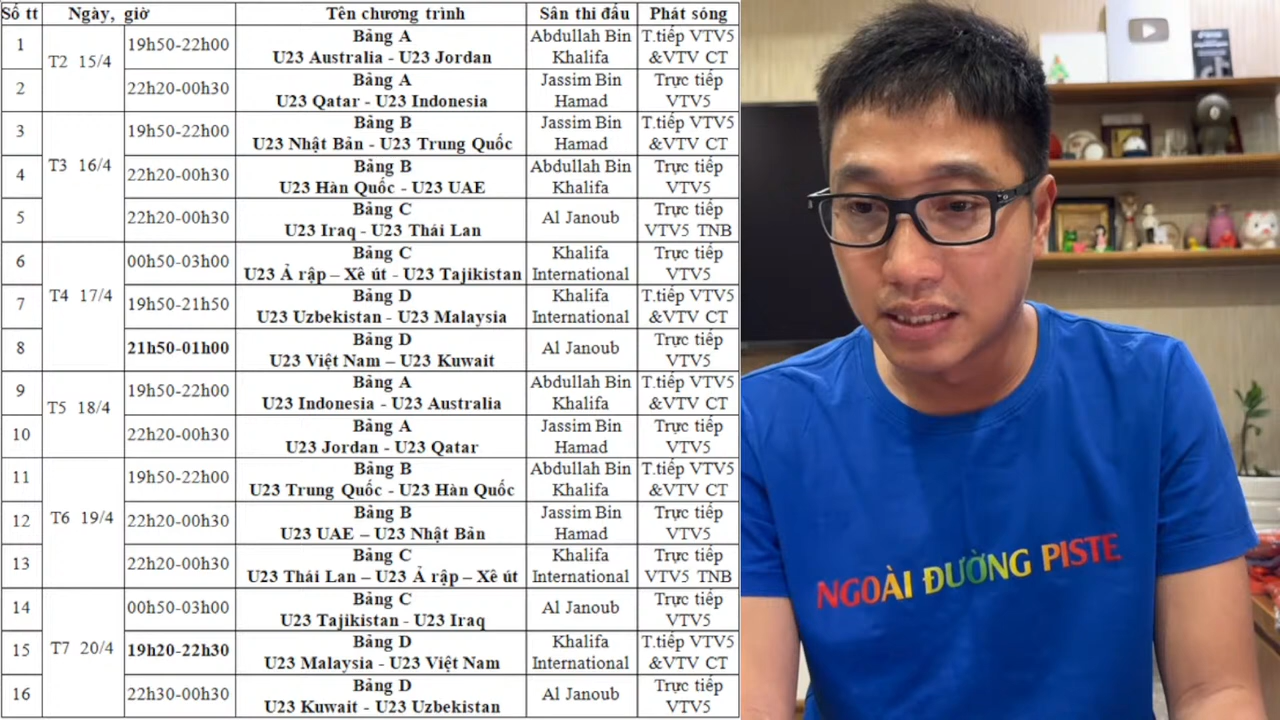 Số tt Ngày, giờ Tên chương trình Sân thi đấu Phát sóng
1 T2 15/4 19h50-22h00 Bảng A Abdullah Bin T.tiếp VTV5
U23 Australia - U23 Jordan Khalifa &VTV CT
2 22h20-00h30 Bảng A Jassim Bin Trực tiếp
U23 Qatar - U23 Indonesia Hamad VTV5
3 T3 16/4 19h50-22h00 Bảng B Jassim Bin T.tiếp VTV5
U23 Nhật Bản - U23 Trung Quốc Hamad &VTV CT
4 22h20-00h30 Bảng B Abdullah Bin Trực tiếp
U23 Hàn Quốc - U23 UAE Khalifa VTV5
5 22h20-00h30 Bảng C Al Janoub Trực tiếp
U23 Iraq - U23 Thái Lan VTV5 TNB
6 T4 17/4 00h50-03h00 Bảng C Khalifa Trực tiếp
U23 Ả rập – Xê út - U23 Tajikistan International VTV5
7 19h50-21h50 Bảng D Khalifa T.tiếp VTV5
U23 Uzbekistan - U23 Malaysia International &VTV CT
8 21h50-01h00 Bảng D Al Janoub Trực tiếp
U23 Việt Nam – U23 Kuwait VTV5
9 T5 18/4 19h50-22h00 Bảng A Abdullah Bin T.tiếp VTV5
U23 Indonesia - U23 Australia Khalifa &VTV CT
10 22h20-00h30 Bảng A Jassim Bin Trực tiếp
U23 Jordan - U23 Qatar Hamad VTV5
11 T6 19/4 19h50-22h00 Bảng B Abdullah Bin T.tiếp VTV5
U23 Trung Quốc - U23 Hàn Quốc Khalifa &VTV CT
12 22h20-00h30 Bảng B Jassim Bin Trực tiếp
U23 UAE – U23 Nhật Bản Hamad VTV5
13 22h20-00h30 Bảng C Khalifa Trực tiếp
U23 Thái Lan – U23 Ả rập – Xê út International VTV5 TNB
14 T7 20/4 00h50-03h00 Bảng C Al Janoub Trực tiếp
U23 Tajikistan - U23 Iraq VTV5
15 19h20-22h30 Bảng D Khalifa T.tiếp VTV5
U23 Malaysia - U23 Việt Nam International &VTV CT
16 22h30-00h30 Bảng D Al Janoub Trực tiếp
U23 Kuwait - U23 Uzbekistan VTV5
NGOÀI ĐƯỜNG PISTE